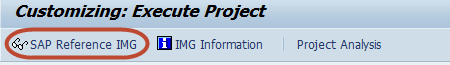 Customizing: Execute Project
SAP Reference IMG IMG Information Project Analysis